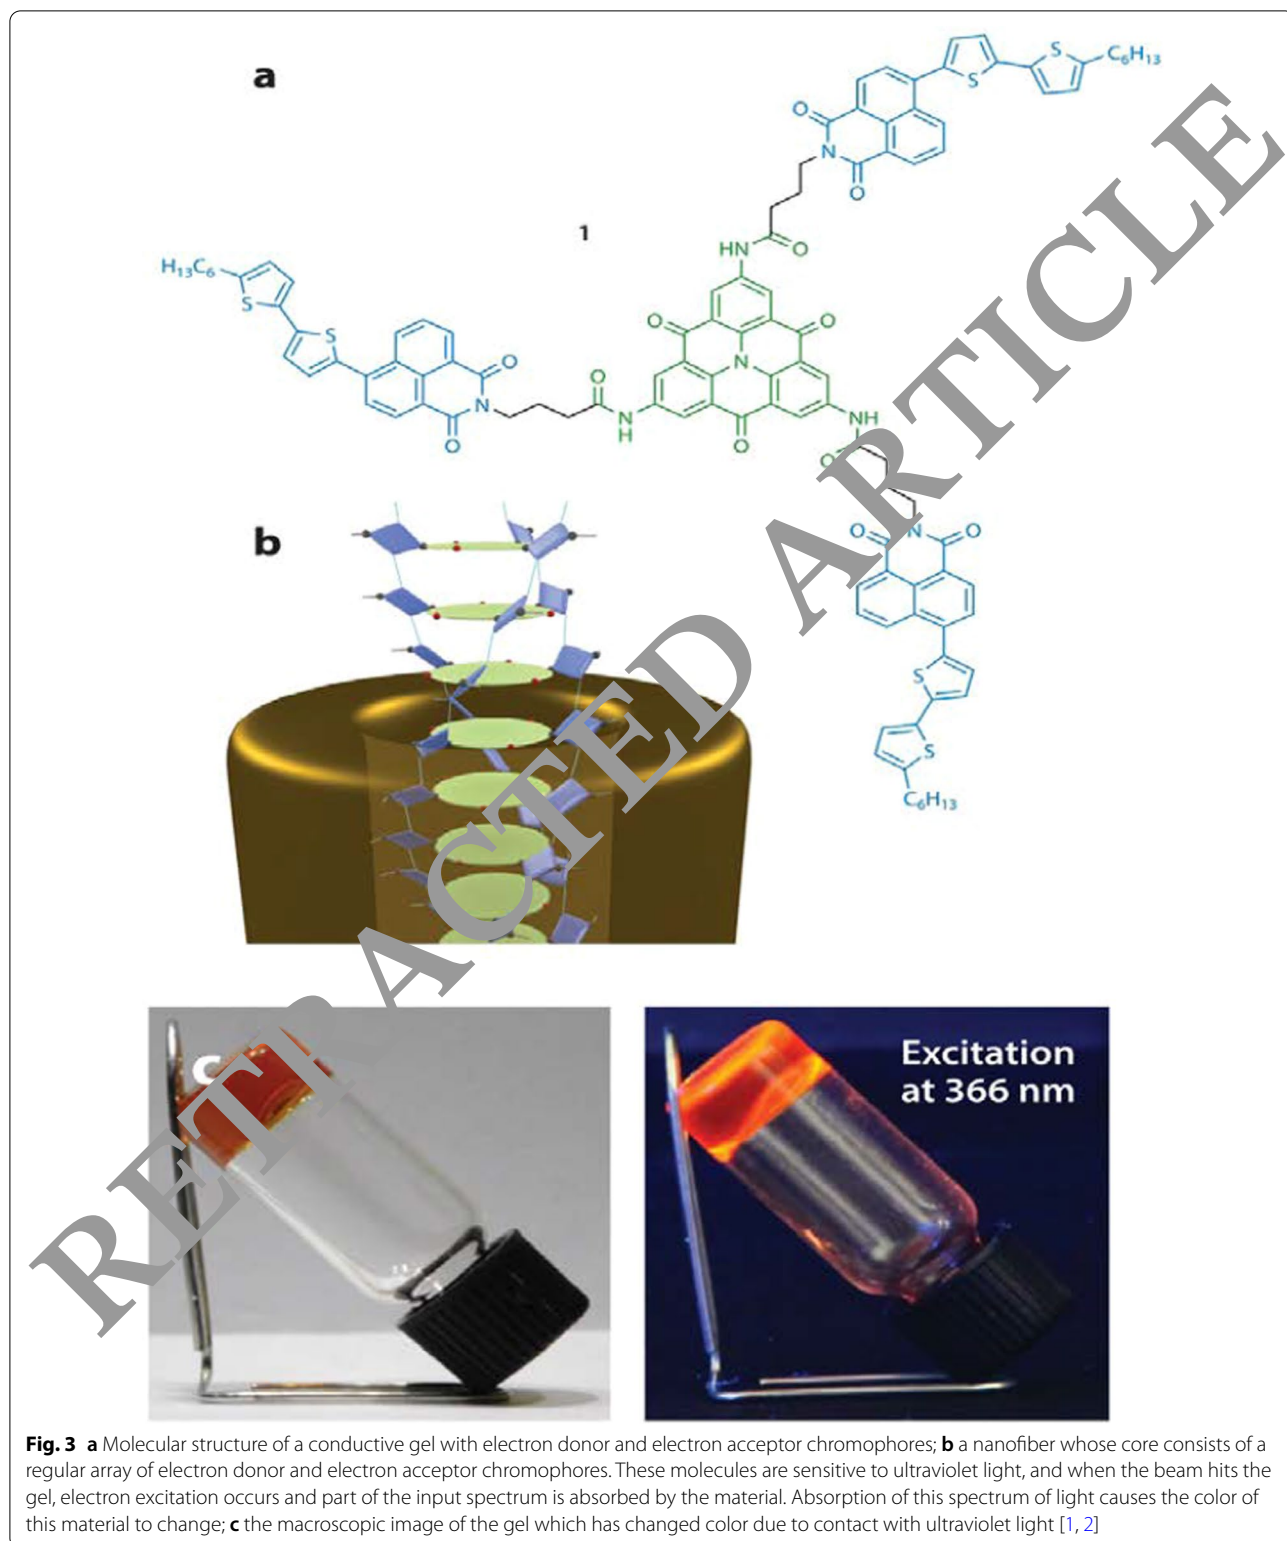 a
S
S
C₆H₁₃
O
N
O
1
HN
O
H₁₃C₆
S
S
O
N
O
O
N
H
O
O
N
O
NH
O
O
N
O
S
S
C₆H₁₃
b
c
Excitation
at 366 nm
RETRACTED ARTICLE
Fig. 3 a Molecular structure of a conductive gel with electron donor and electron acceptor chromophores; b a nanofiber whose core consists of a
regular array of electron donor and electron acceptor chromophores. These molecules are sensitive to ultraviolet light, and when the beam hits the
gel, electron excitation occurs and part of the input spectrum is absorbed by the material. Absorption of this spectrum of light causes the color of
this material to change; c the macroscopic image of the gel which has changed color due to contact with ultraviolet light [1, 2]